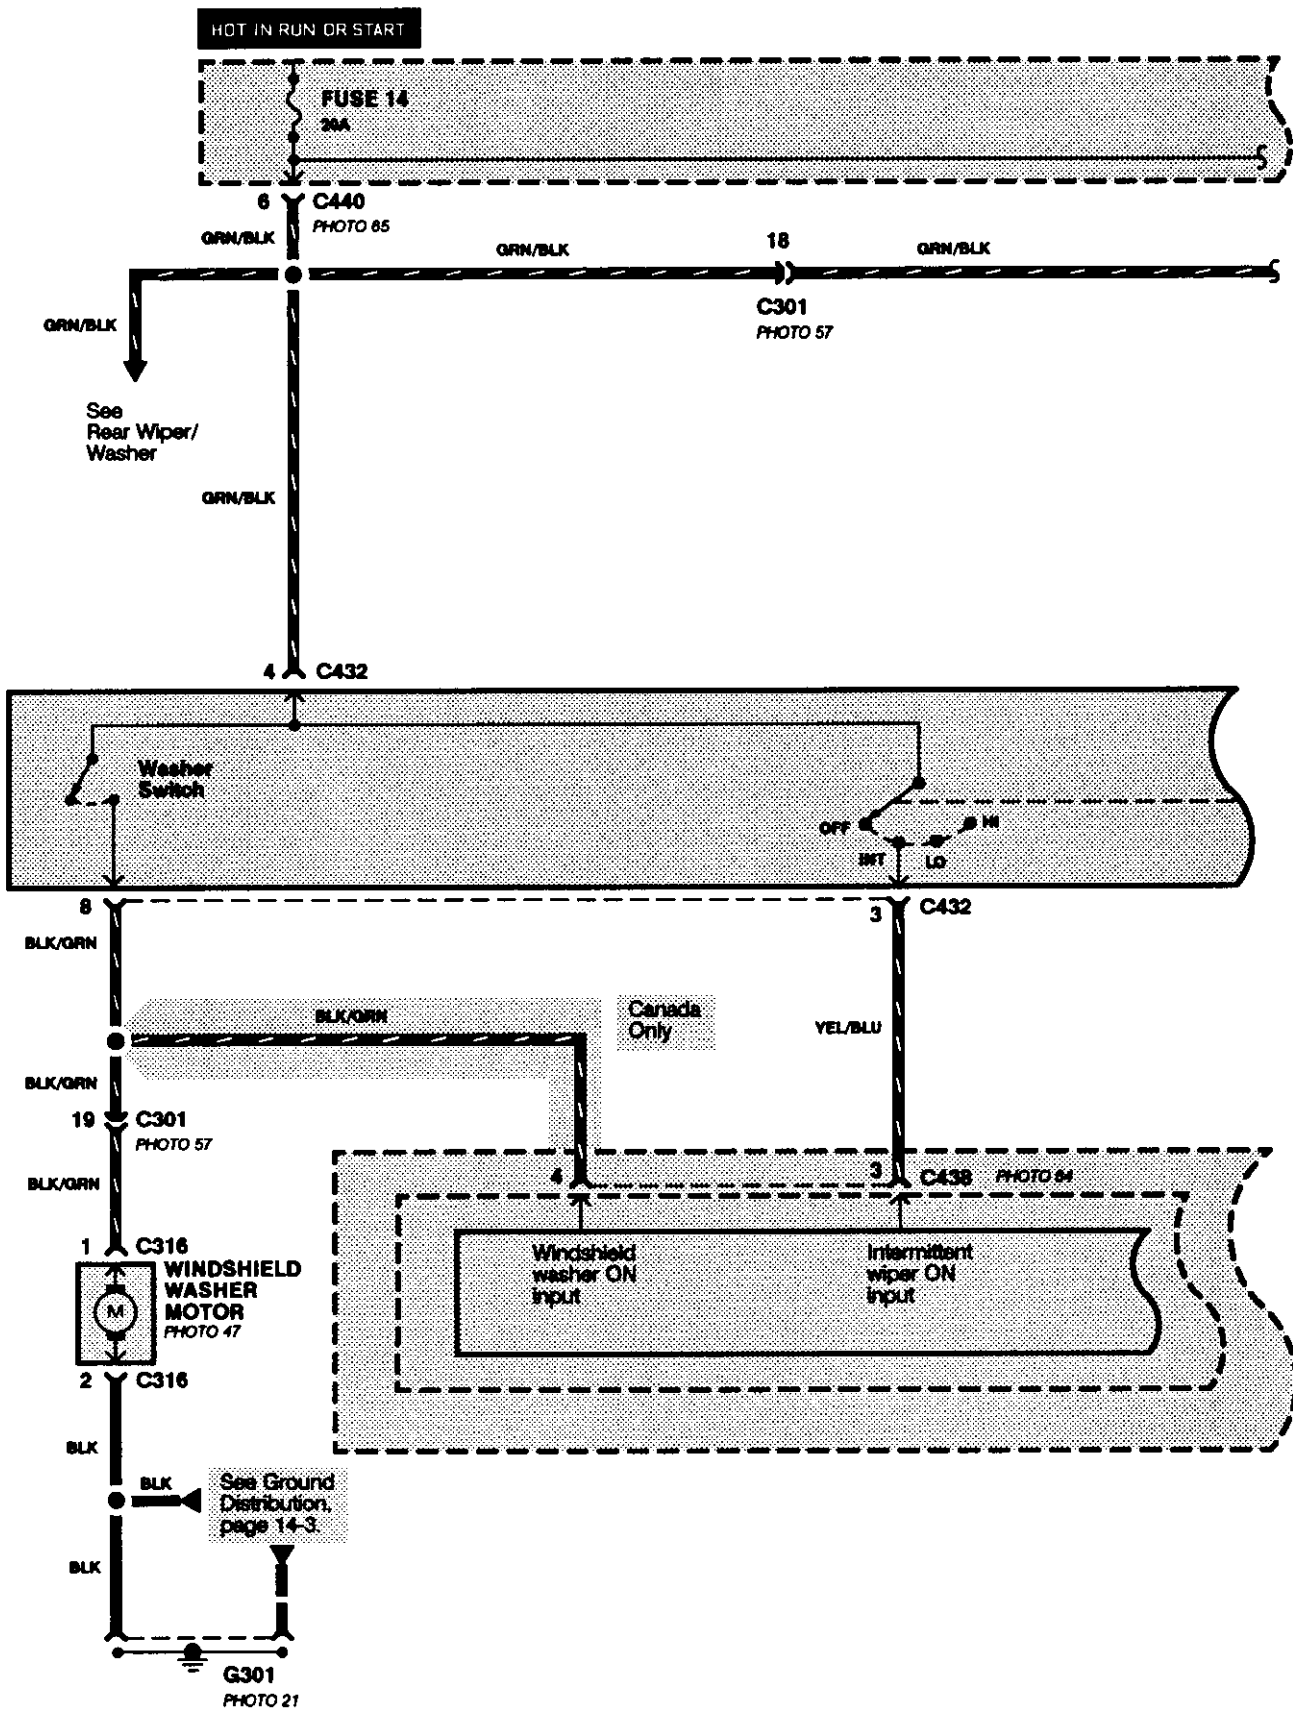 HOT IN RUN OR START
FUSE 14
20A
6
C440
PHOTO 65
GRN/BLK
GRN/BLK
18
GRN/BLK
C301
PHOTO 57
GRN/BLK
See
Rear Wiper/
Washer
GRN/BLK
4
C432
Washer
Switch
OFF
INT
LO
HI
8
3
C432
BLK/GRN
BLK/GRN
Canada
Only
YEL/BLU
BLK/GRN
19
C301
PHOTO 57
BLK/GRN
4
3
C438
PHOTO 64
1
C316
WINDSHIELD
WASHER
MOTOR
PHOTO 47
M
Windshield
washer ON
input
Intermittent
wiper ON
input
2
C316
BLK
BLK
See Ground
Distribution,
page 14-3.
BLK
G301
PHOTO 21